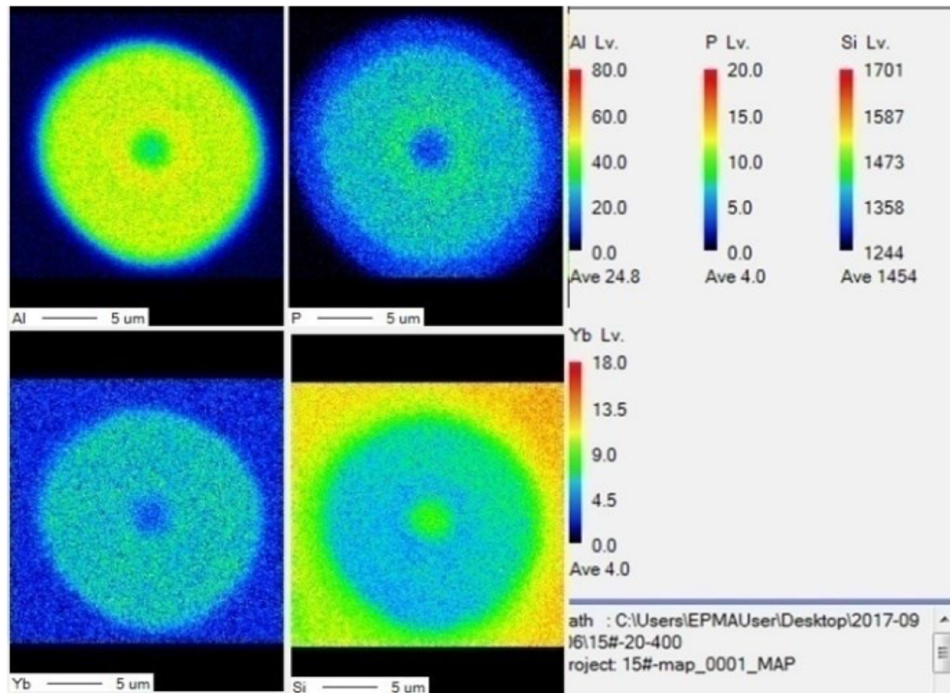 Al Lv. P Lv. Si Lv.
80.0 20.0 1701
60.0 15.0 1587
40.0 10.0 1473
20.0 5.0 1358
0.0 0.0 1244
Ave 24.8 Ave 4.0 Ave 1454
Al 5 um P 5 um
Yb Lv.
18.0
13.5
9.0
4.5
0.0
Ave 4.0
ath : C:\Users\EPMAUser\Desktop\2017-09
06\15#-20-400
roject: 15#-map_0001_MAP
Yb 5 um Si 5 um